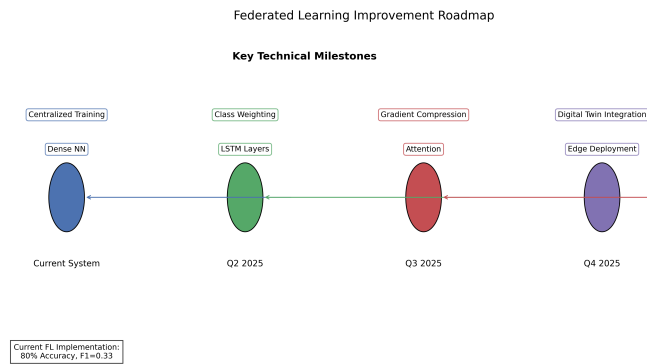 Federated Learning Improvement Roadmap
Key Technical Milestones
Centralized Training
Class Weighting
Gradient Compression
Digital Twin Integration
Dense NN
LSTM Layers
Attention
Edge Deployment
Current System
Q2 2025
Q3 2025
Q4 2025
Current FL Implementation:
80% Accuracy, F1=0.33